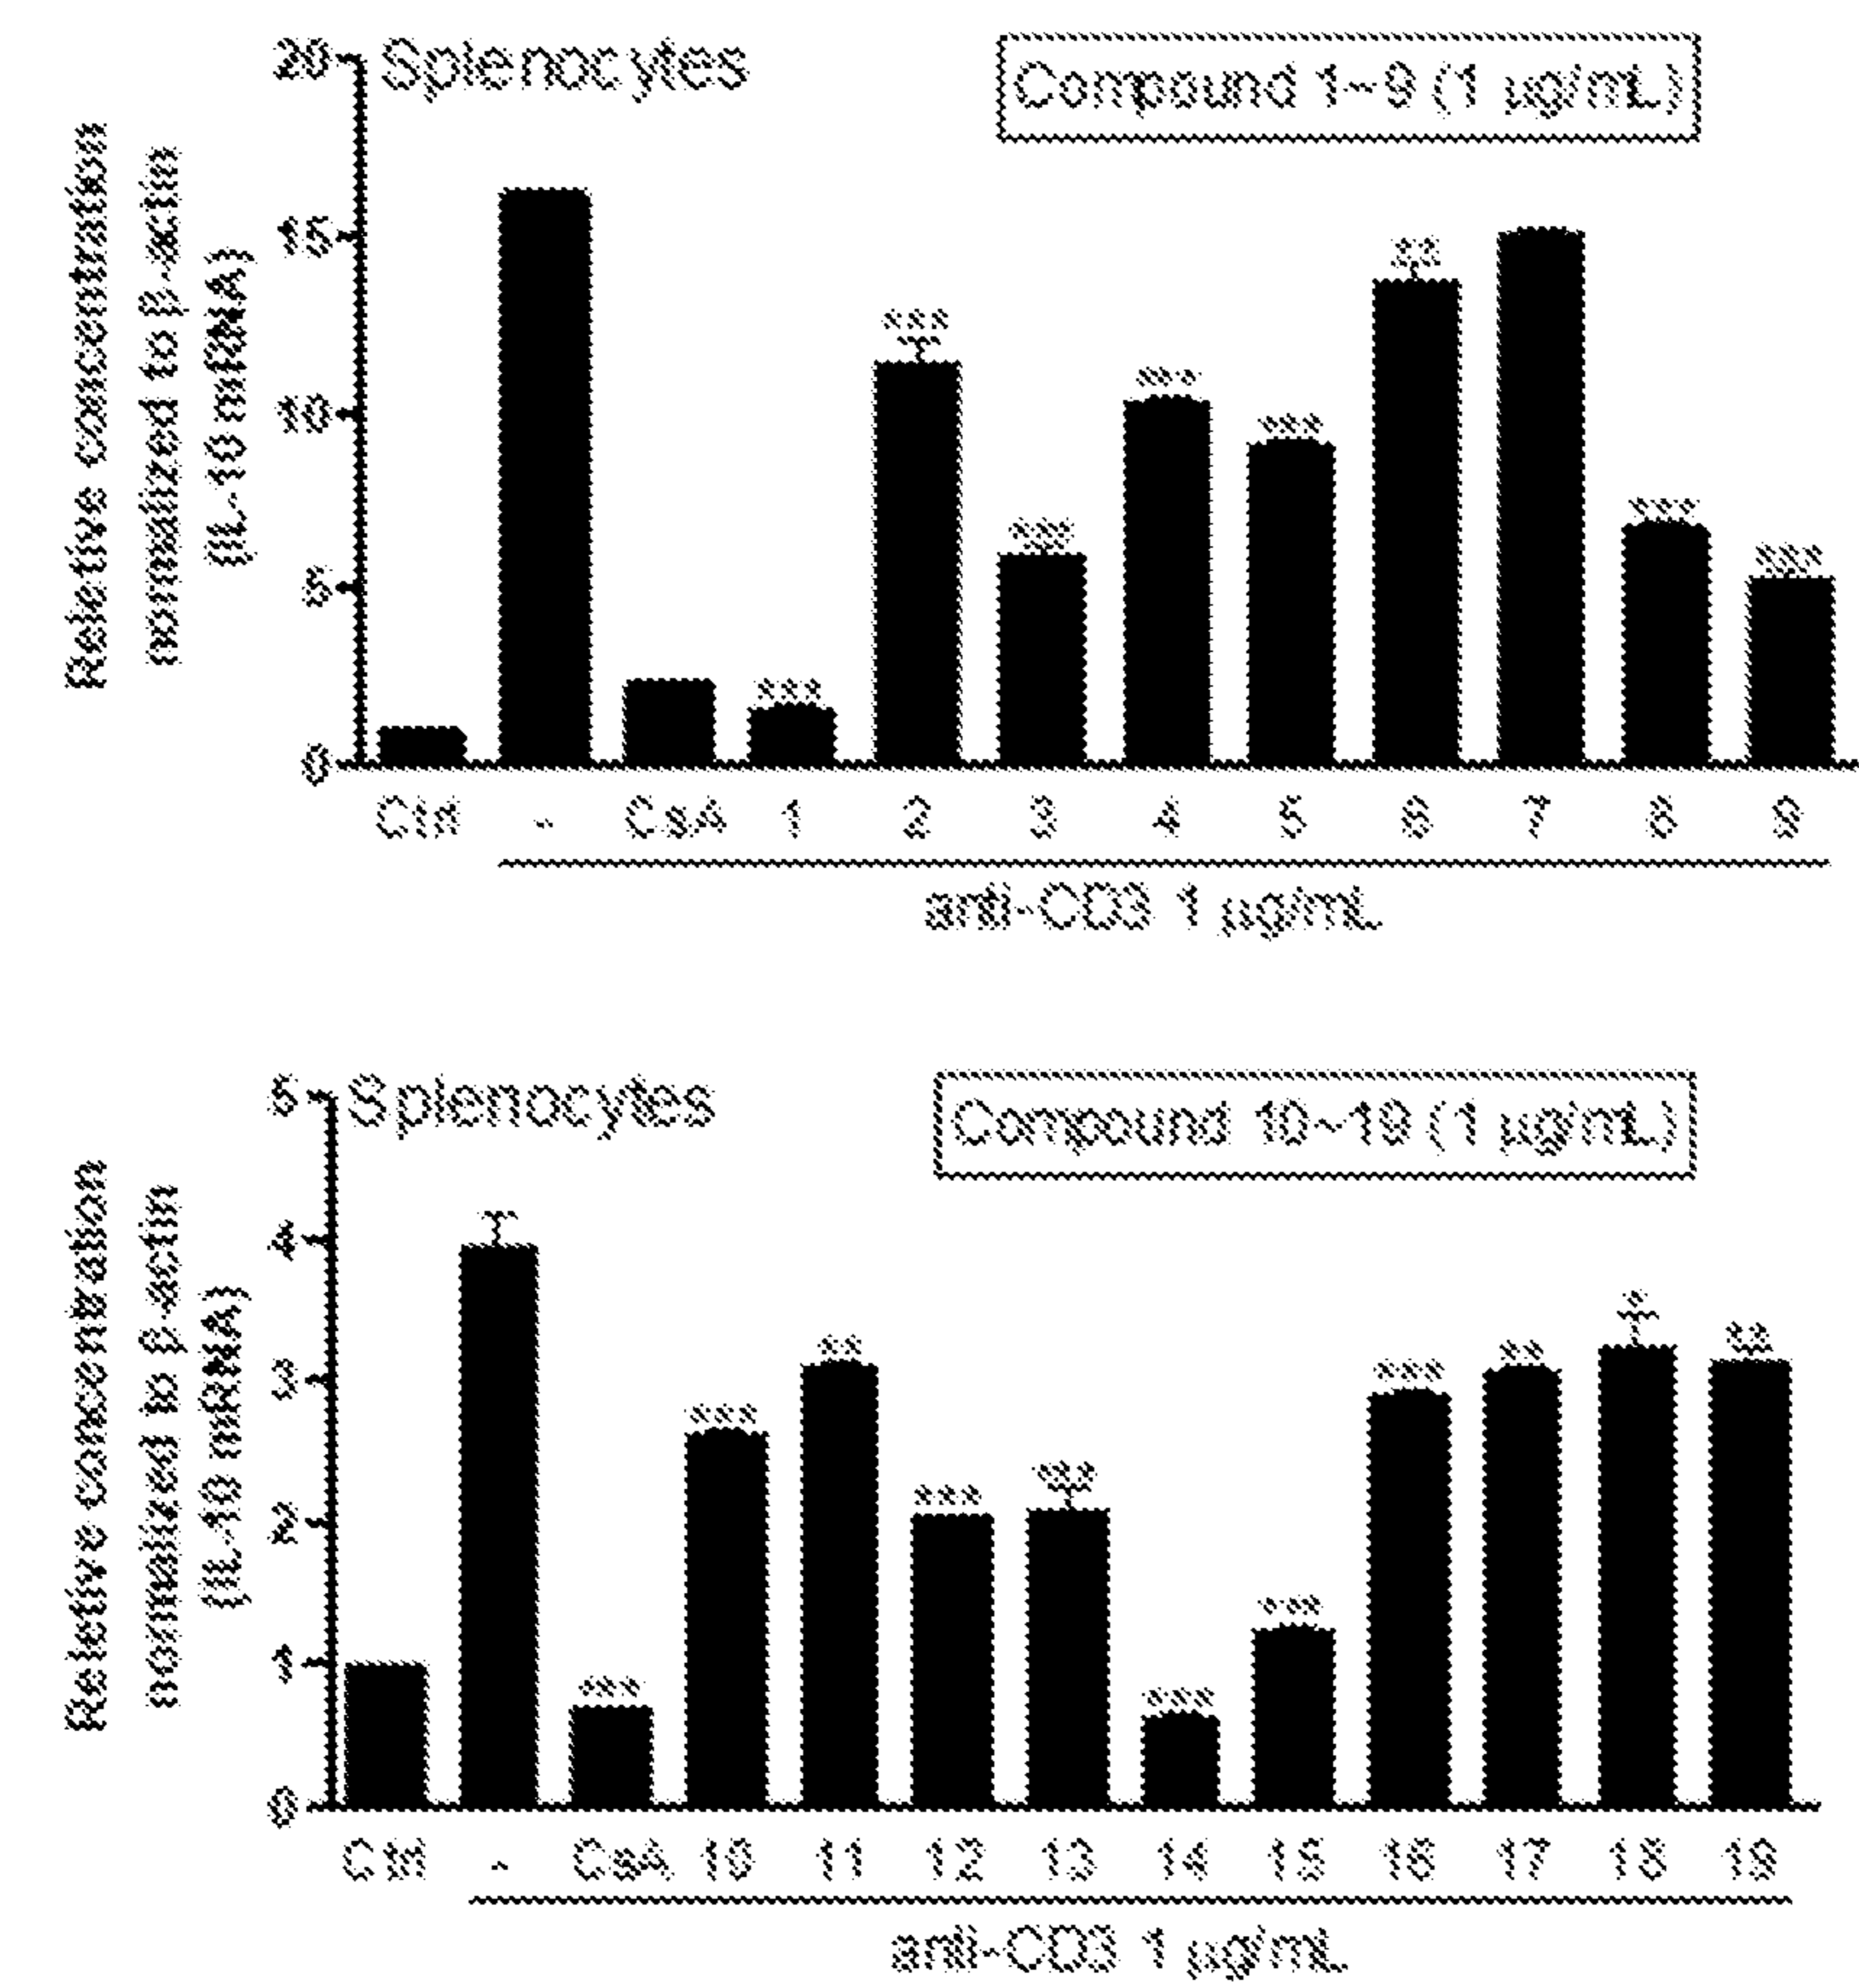 Splenocytes
Compound 1~9 (1 µg/mL)
Relative concentration
normalized to β-actin
(IL-10 mRNA)
20
15
10
5
0
***
***
***
***
***
**
***
***
Ctrl - CsA 1 2 3 4 5 6 7 8 9
anti-CD3 1 µg/mL
Splenocytes
Compound 10~19 (1 µg/mL)
Relative concentration
normalized to β-actin
(IL-10 mRNA)
5
4
3
2
1
0
***
***
**
***
***
***
***
***
**
*
**
Ctrl - CsA 10 11 12 13 14 15 16 17 18 19
anti-CD3 1 µg/mL